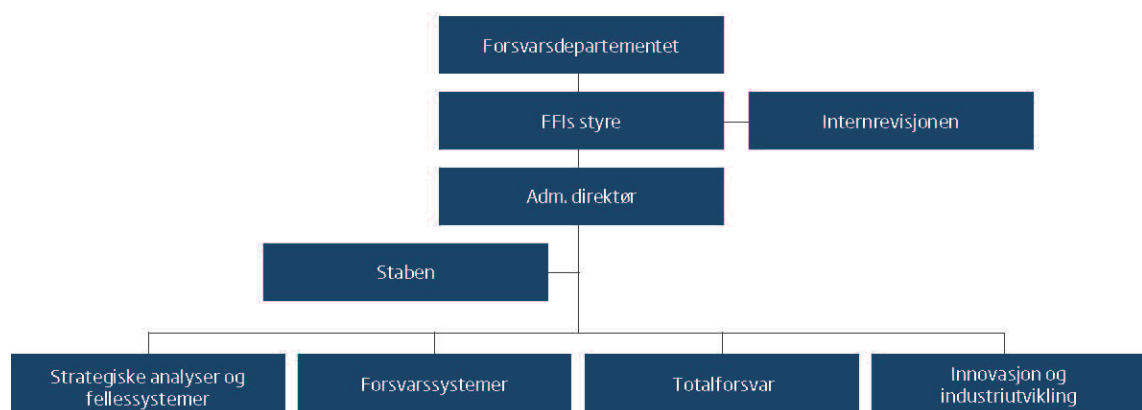 Forsvarsdepartementet
FFIs styre
Internrevisjonen
Adm. direktør
Staben
Strategiske analyser og
fellessystemer
Forsvarssystemer
Totalforsvar
Innovasjon og
industriutvikling